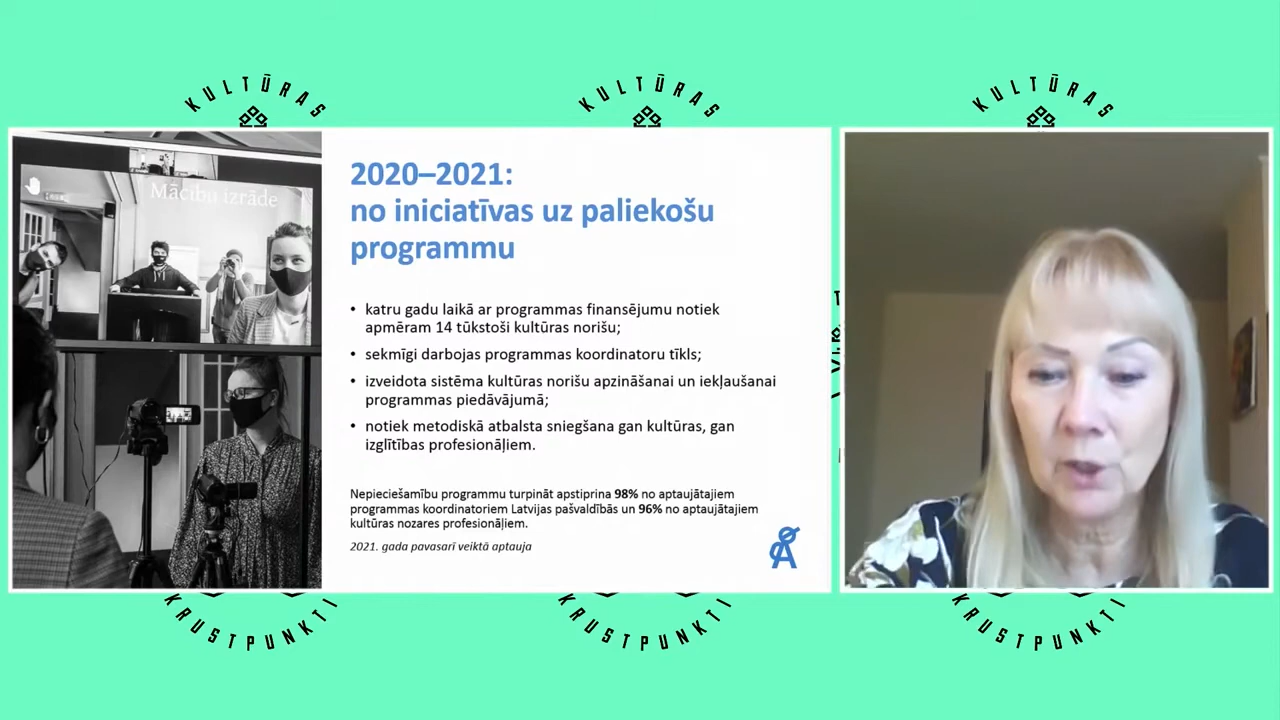 KULTŪRAS
KULTŪRAS
KULTŪRAS
Mācību izrāde
2020–2021:
no iniciatīvas uz paliekošu
programmu
• katru gadu laikā ar programmas finansējumu notiek
apmēram 14 tūkstoši kultūras norišu;
• sekmīgi darbojas programmas koordinatoru tīkls;
• izveidota sistēma kultūras norišu apzināšanai un iekļaušanai
programmas piedāvājumā;
• notiek metodiskā atbalsta sniegšana gan kultūras, gan
izglītības profesionāļiem.
Nepieciešamību programmu turpināt apstiprina 98% no aptaujātajiem
programmas koordinatoriem Latvijas pašvaldībās un 96% no aptaujātajiem
kultūras nozares profesionāļiem.
2021. gada pavasarī veiktā aptauja
KRUSTPUNKTI
KRUSTPUNKTI
KRUSTPUNKTI